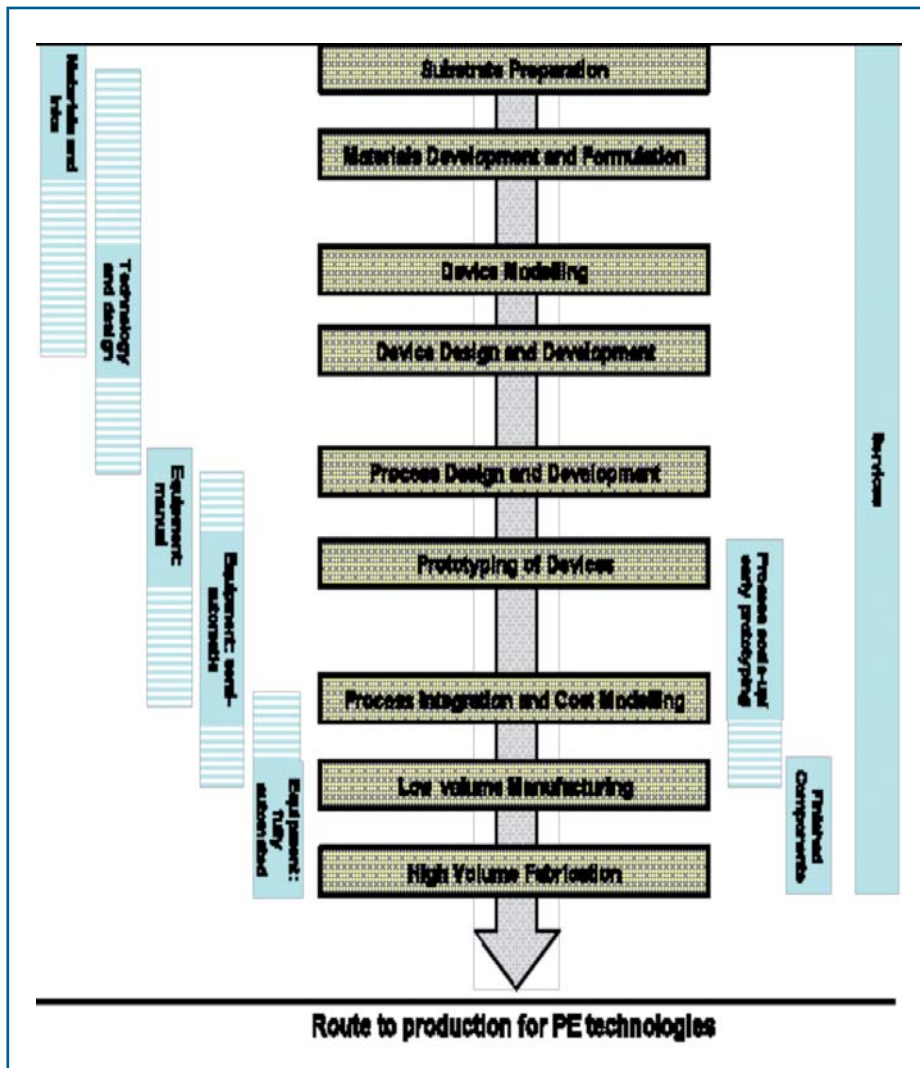 Substrate Preparation
Materials Development and Formulation
Device Modelling
Device Design and Development
Process Design and Development
Prototyping of Devices
Process Integration and Cost Modelling
Low Volume Manufacturing
High Volume Fabrication
Materials and
Inks
Technology
and design
Equipment:
manual
Equipment: semi-
automatic
Equipment:
fully
automated
Process scale-up/
early prototyping
Finished
Components
Services
Route to production for PE technologies